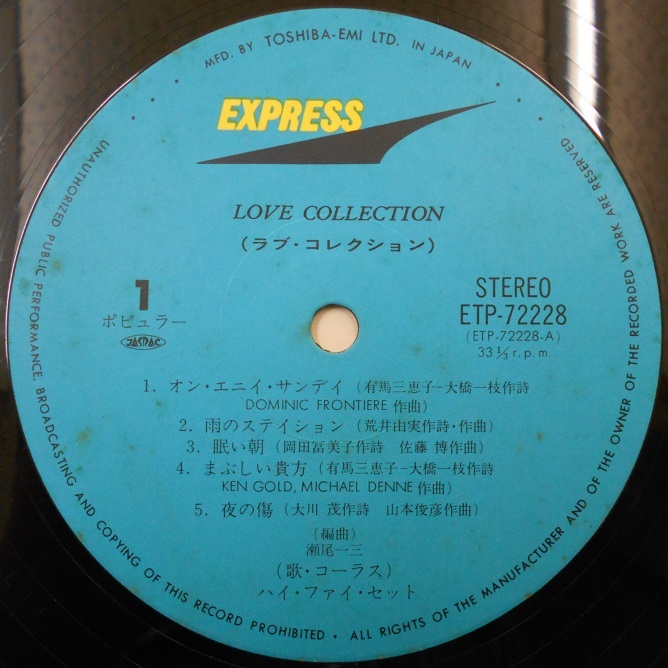 MFD. BY TOSHIBA-EMI LTD. IN JAPAN
EXPRESS
LOVE COLLECTION
(ラブ・コレクション)
1
ポピュラー
JASRAC
STEREO
ETP-72228
(ETP-72228-A)
33 1/3 r.p.m.
1. オン・エニイ・サンデイ (有馬三恵子-大橋一枝作詩
DOMINIC FRONTIERE 作曲)
2. 雨のステイション (荒井由実作詩・作曲)
3. 眠い朝 (岡田冨美子作詩 佐藤 博作曲)
4. まぶしい貴方 (有馬三恵子-大橋一枝作詩
KEN GOLD, MICHAEL DENNE 作曲)
5. 夜の傷 (大川 茂作詩 山本俊彦作曲)
(編曲)
瀬尾一三
(歌・コーラス)
ハイ・ファイ・セット
UNAUTHORIZED PUBLIC PERFORMANCE, BROADCASTING AND COPYING OF THIS RECORD PROHIBITED • ALL RIGHTS OF THE MANUFACTURER AND OF THE OWNER OF THE RECORDED WORK ARE RESERVED